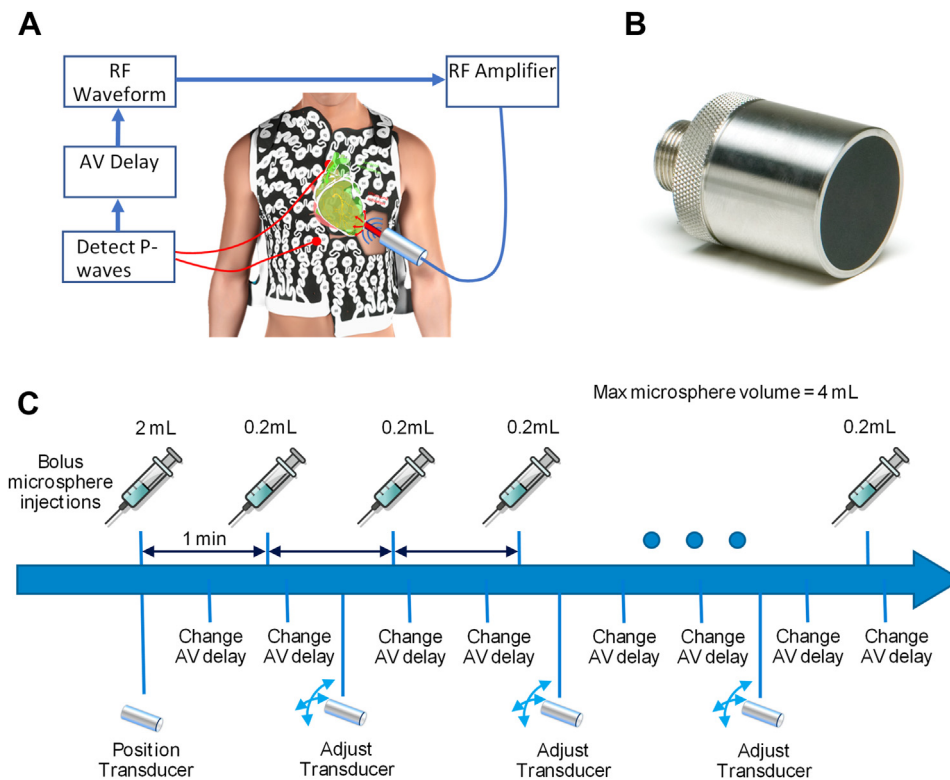 A
B
RF
Waveform
RF Amplifier
AV Delay
Detect P-
waves
C
Max microsphere volume = 4 mL
2 mL
0.2mL
0.2mL
0.2mL
0.2mL
Bolus
microsphere
injections
1 min
Change
AV delay
Change
AV delay
Change
AV delay
Change
AV delay
Change
AV delay
Change
AV delay
Change
AV delay
Change
AV delay
Position
Transducer
Adjust
Transducer
Adjust
Transducer
Adjust
Transducer